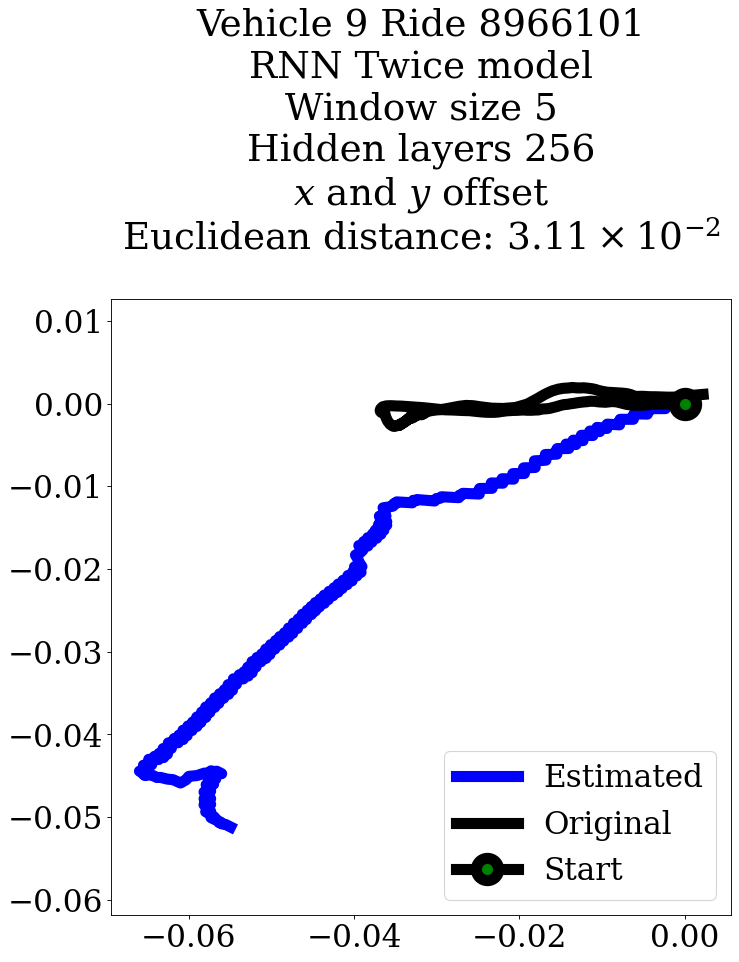 Vehicle 9 Ride 8966101
RNN Twice model
Window size 5
Hidden layers 256
x and y offset
Euclidean distance: 3.11 × 10⁻²
0.01
0.00
−0.01
−0.02
−0.03
−0.04
−0.05
−0.06
Estimated
Original
Start
−0.06 −0.04 −0.02 0.00